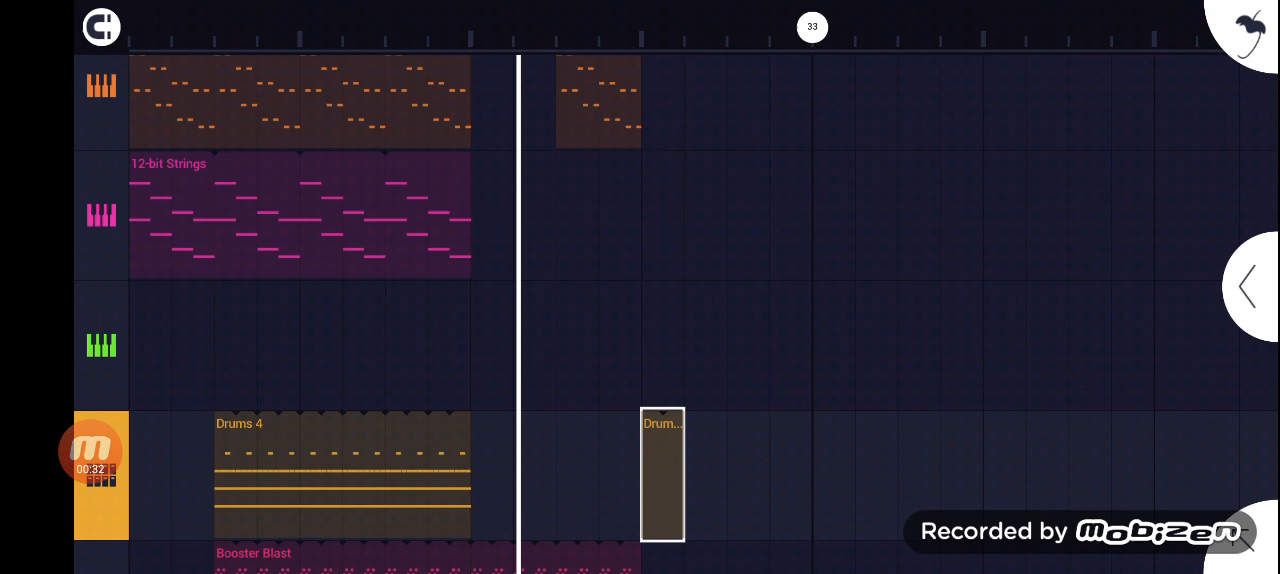 33
12-bit Strings
Drums 4
Drum...
00:32
Recorded by mobizen
Booster Blast